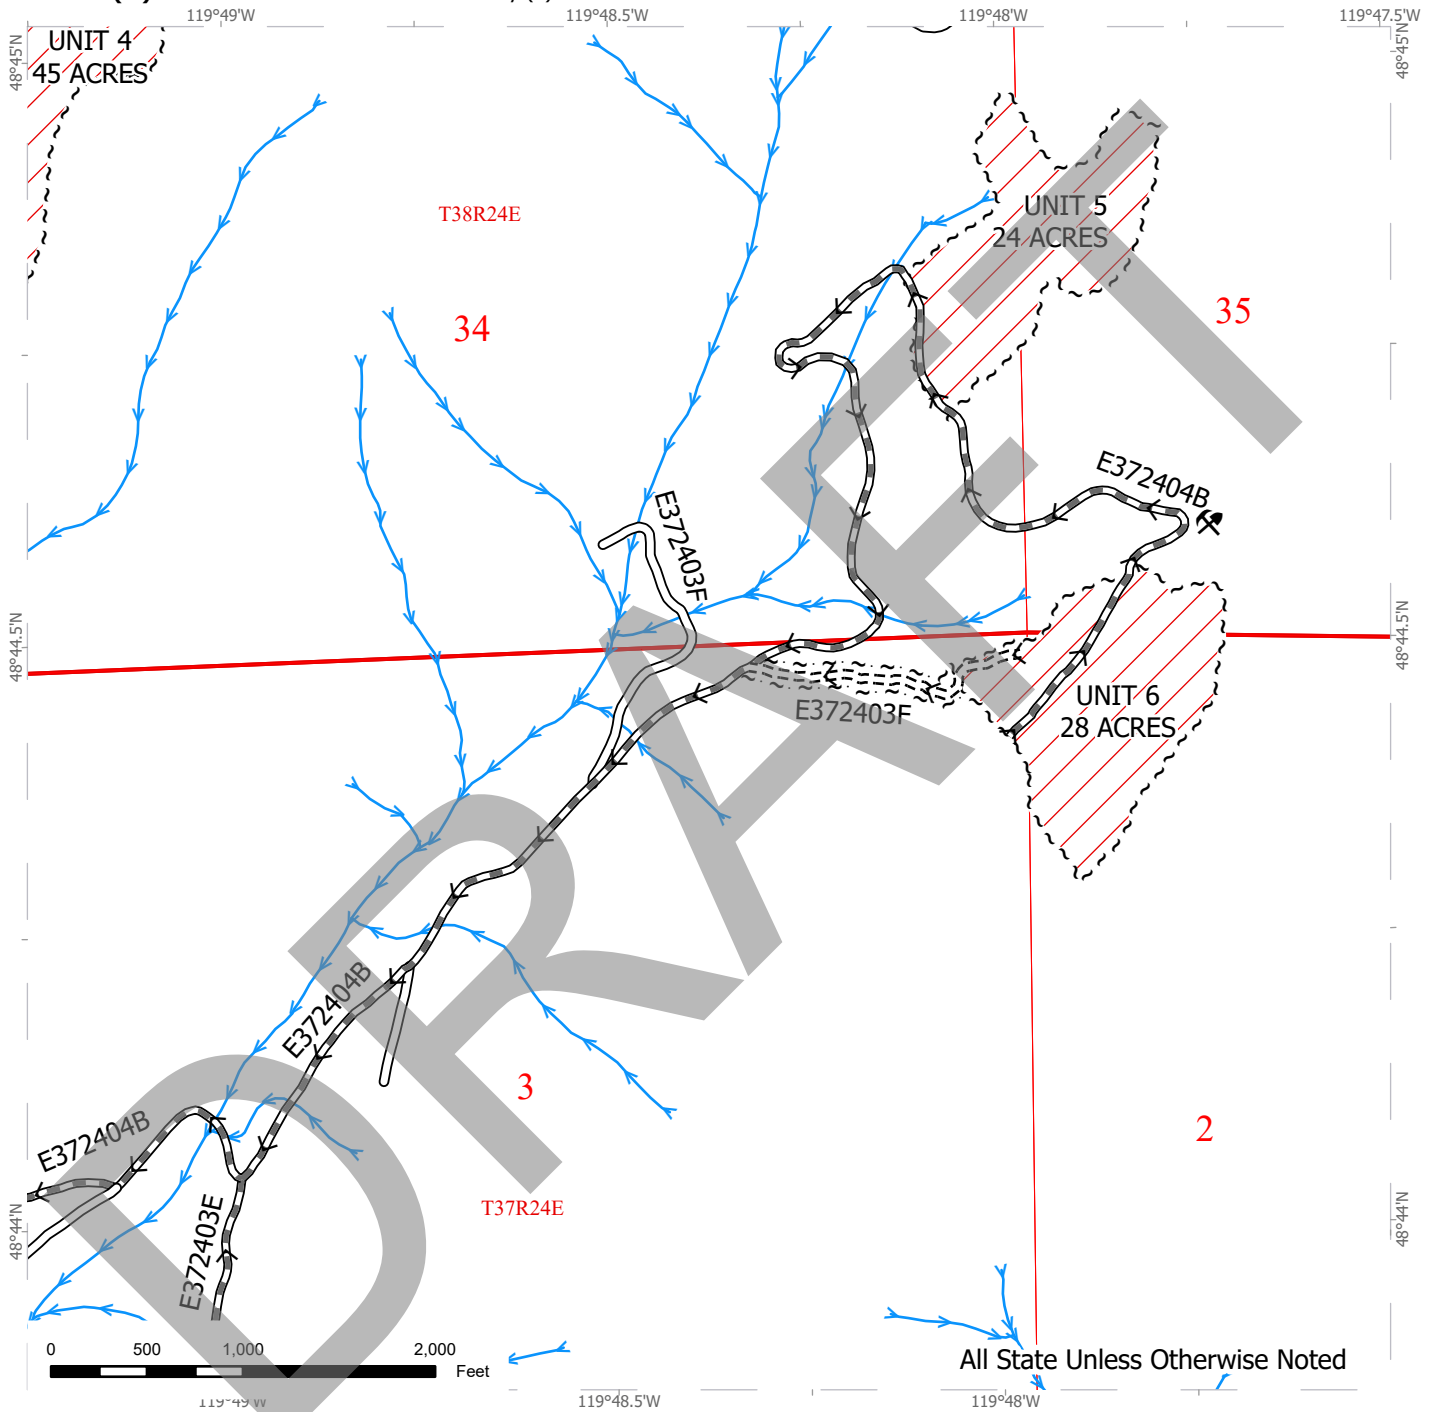 119°49'W
119°48.5'W
119°48'W
119°47.5'W
48°45'N
48°45'N
UNIT 4
45 ACRES
T38R24E
UNIT 5
24 ACRES
34
35
E372404B
E372403F
48°44.5'N
48°44.5'N
E372403F
UNIT 6
28 ACRES
E372404B
3
2
E372404B
T37R24E
E372403E
48°44'N
48°44'N
DRAFT
0 500 1,000 2,000
Feet
All State Unless Otherwise Noted
119°49'W
119°48.5'W
119°48'W